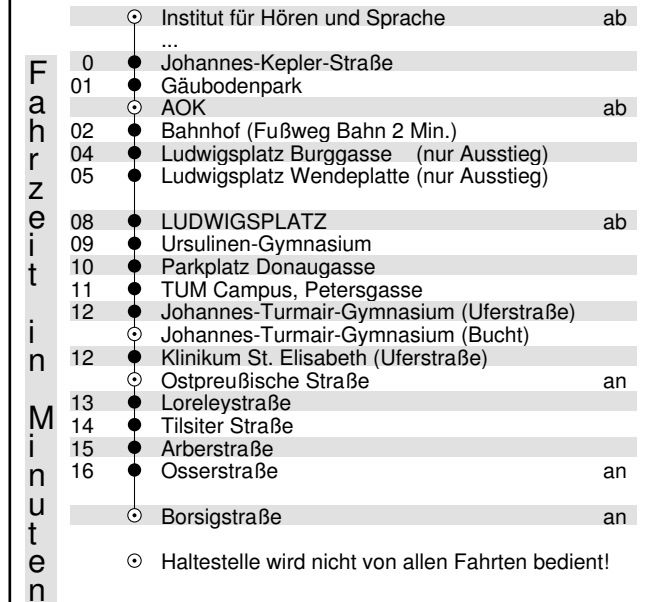 Fahrzeit in Minuten
⊙ Institut für Hören und Sprache ab
...
0 ● Johannes-Kepler-Straße
01 ● Gäubodenpark
⊙ AOK ab
02 ● Bahnhof (Fußweg Bahn 2 Min.)
04 ● Ludwigsplatz Burggasse (nur Ausstieg)
05 ● Ludwigsplatz Wendeplatte (nur Ausstieg)
08 ● LUDWIGSPLATZ ab
09 ● Ursulinen-Gymnasium
10 ● Parkplatz Donaugasse
11 ● TUM Campus, Petersgasse
12 ● Johannes-Turmair-Gymnasium (Uferstraße)
⊙ Johannes-Turmair-Gymnasium (Bucht)
12 ● Klinikum St. Elisabeth (Uferstraße)
⊙ Ostpreußische Straße an
13 ● Loreleystraße
14 ● Tilsiter Straße
15 ● Arberstraße
16 ● Osserstraße an
⊙ Borsigstraße an
⊙ Haltestelle wird nicht von allen Fahrten bedient!